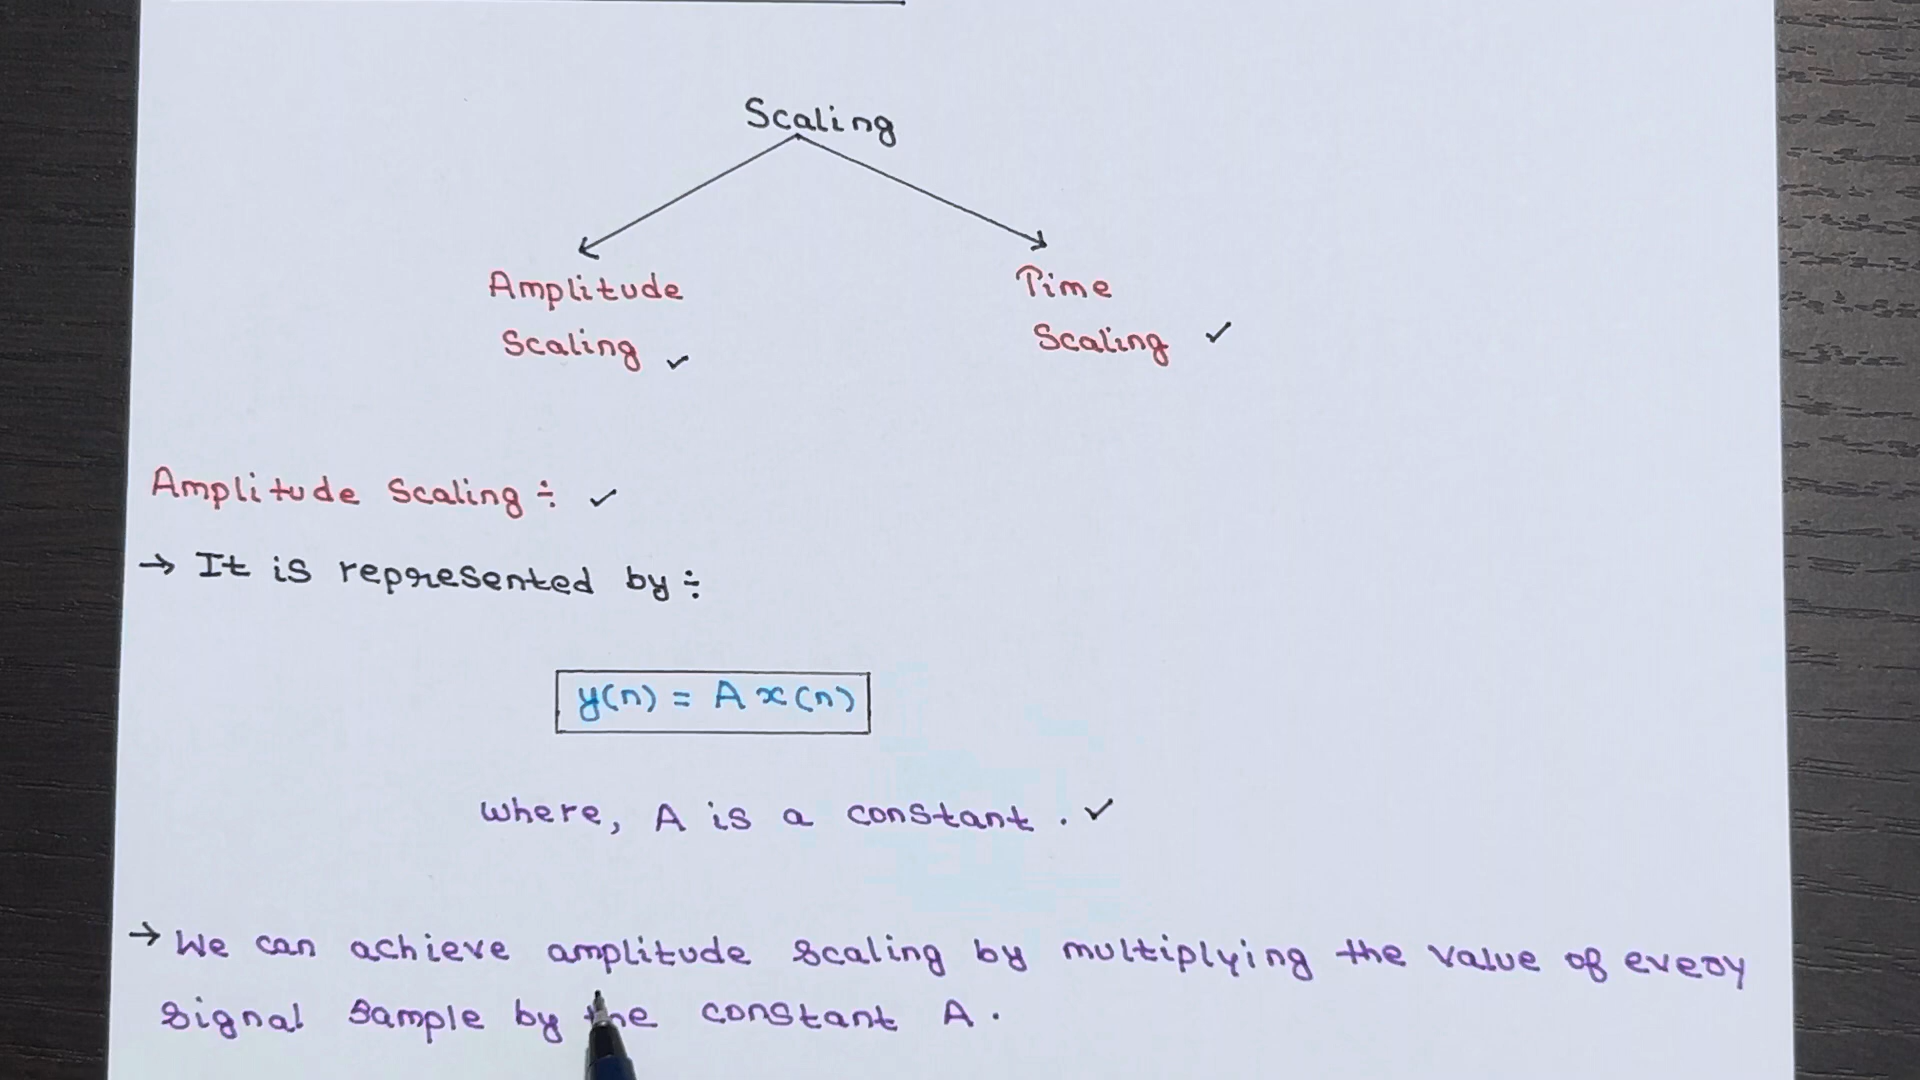 Scaling
Amplitude
Scaling ✓
Time
Scaling ✓
Amplitude Scaling ÷ ✓
→ It is represented by ÷
y(n) = A x(n)
where, A is a constant. ✓
→ We can achieve amplitude scaling by multiplying the value of every
signal sample by the constant A.